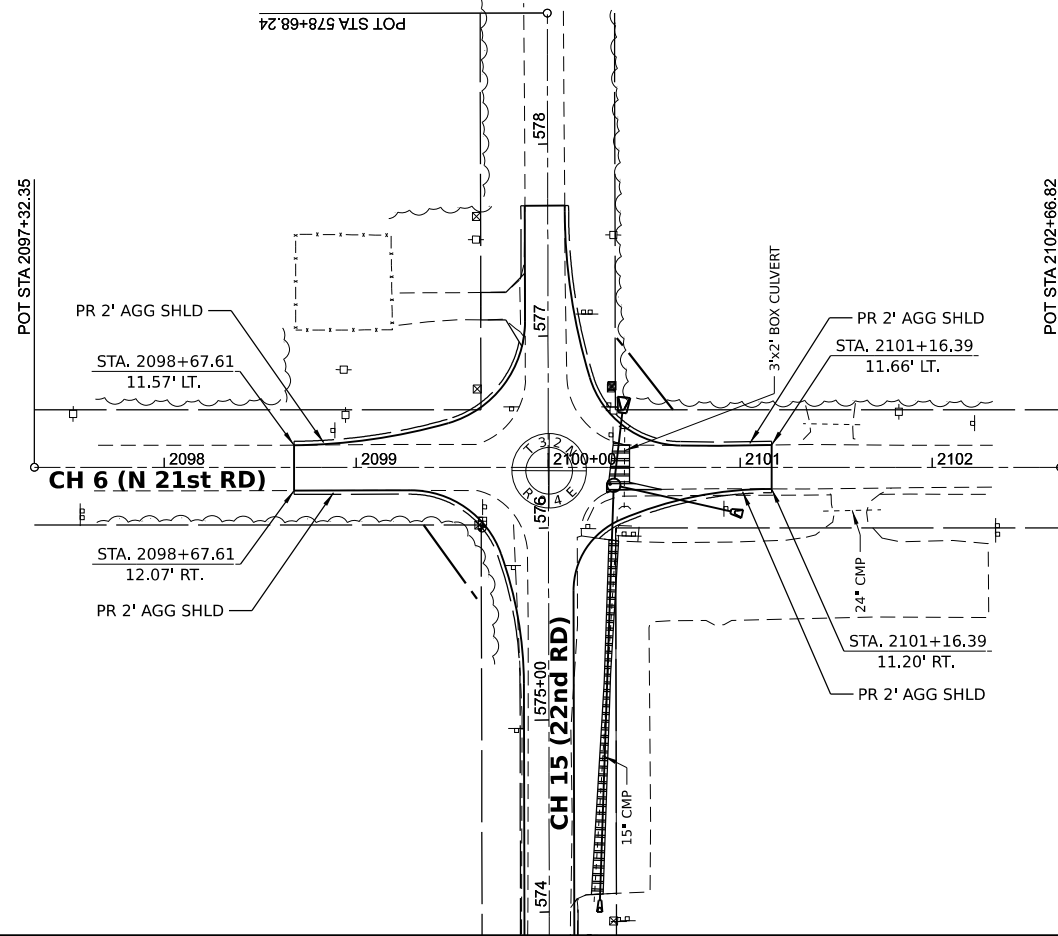 POT STA 578+68.24
578
POT STA 2097+32.35
POT STA 2102+66.82
PR 2' AGG SHLD
STA. 2098+67.61
11.57' LT.
577
3'x2' BOX CULVERT
PR 2' AGG SHLD
STA. 2101+16.39
11.66' LT.
2098
2099
T 32 N
R 4 E
2100+00
2101
2102
CH 6 (N 21st RD)
576
STA. 2098+67.61
12.07' RT.
PR 2' AGG SHLD
24" CMP
STA. 2101+16.39
11.20' RT.
PR 2' AGG SHLD
575+00
CH 15 (22nd RD)
15" CMP
574